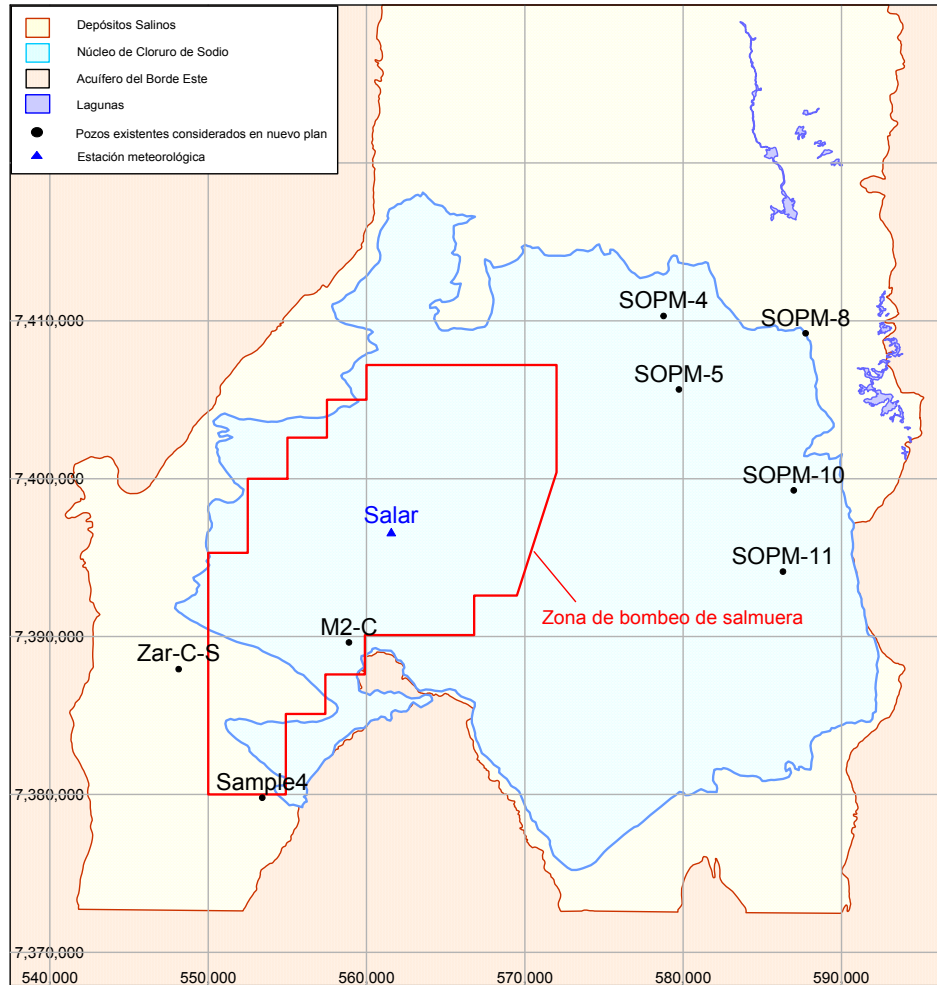 Depósitos Salinos
Núcleo de Cloruro de Sodio
Acuífero del Borde Este
Lagunas
Pozos existentes considerados en nuevo plan
Estación meteorológica
SOPM-4
7,410,000
SOPM-8
SOPM-5
7,400,000
SOPM-10
Salar
SOPM-11
Zona de bombeo de salmuera
M2-C
7,390,000
Zar-C-S
Sample4
7,380,000
7,370,000
540,000 550,000 560,000 570,000 580,000 590,000